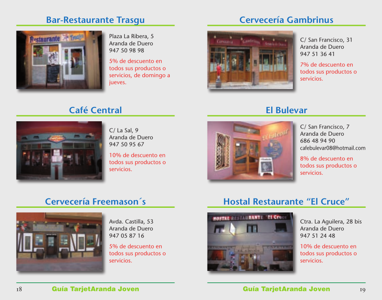 Bar-Restaurante Trasgu
Plaza La Ribera, 5
Aranda de Duero
947 50 98 98
5% de descuento en
todos sus productos o
servicios, de domingo a
jueves.
Café Central
C/ La Sal, 9
Aranda de Duero
947 50 95 67
10% de descuento en
todos sus productos o
servicios.
Cervecería Freemason´s
Avda. Castilla, 53
Aranda de Duero
947 05 87 16
5% de descuento en
todos sus productos o
servicios.
18
Guía TarjetAranda Joven
Cervecería Gambrinus
C/ San Francisco, 31
Aranda de Duero
947 51 36 41
7% de descuento en
todos sus productos o
servicios.
El Bulevar
C/ San Francisco, 7
Aranda de Duero
686 48 94 90
cafebulevar08@hotmail.com
8% de descuento en
todos sus productos o
servicios.
Hostal Restaurante “El Cruce”
HOSTAL RESTAURANTE EL CRUCE
Ctra. La Aguilera, 28 bis
Aranda de Duero
947 51 24 48
10% de descuento en
todos sus productos o
servicios.
Guía TarjetAranda Joven
19